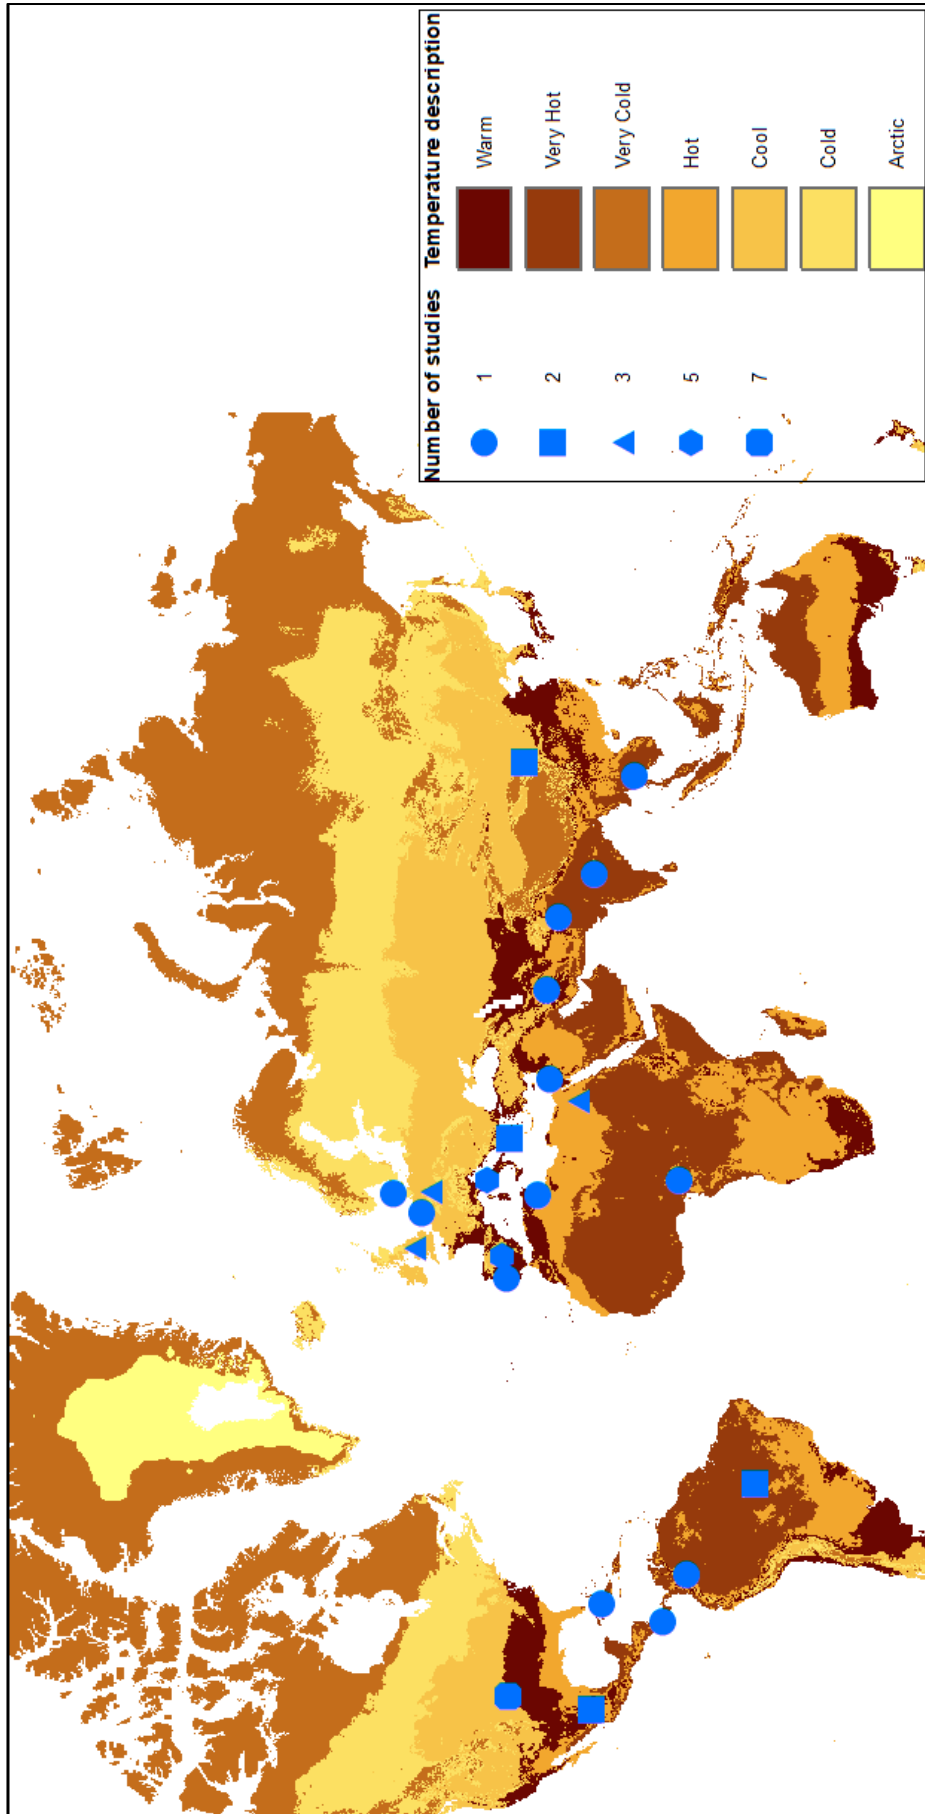 Number of studies
1
2
3
5
7
Temperature description
Warm
Very Hot
Very Cold
Hot
Cool
Cold
Arctic